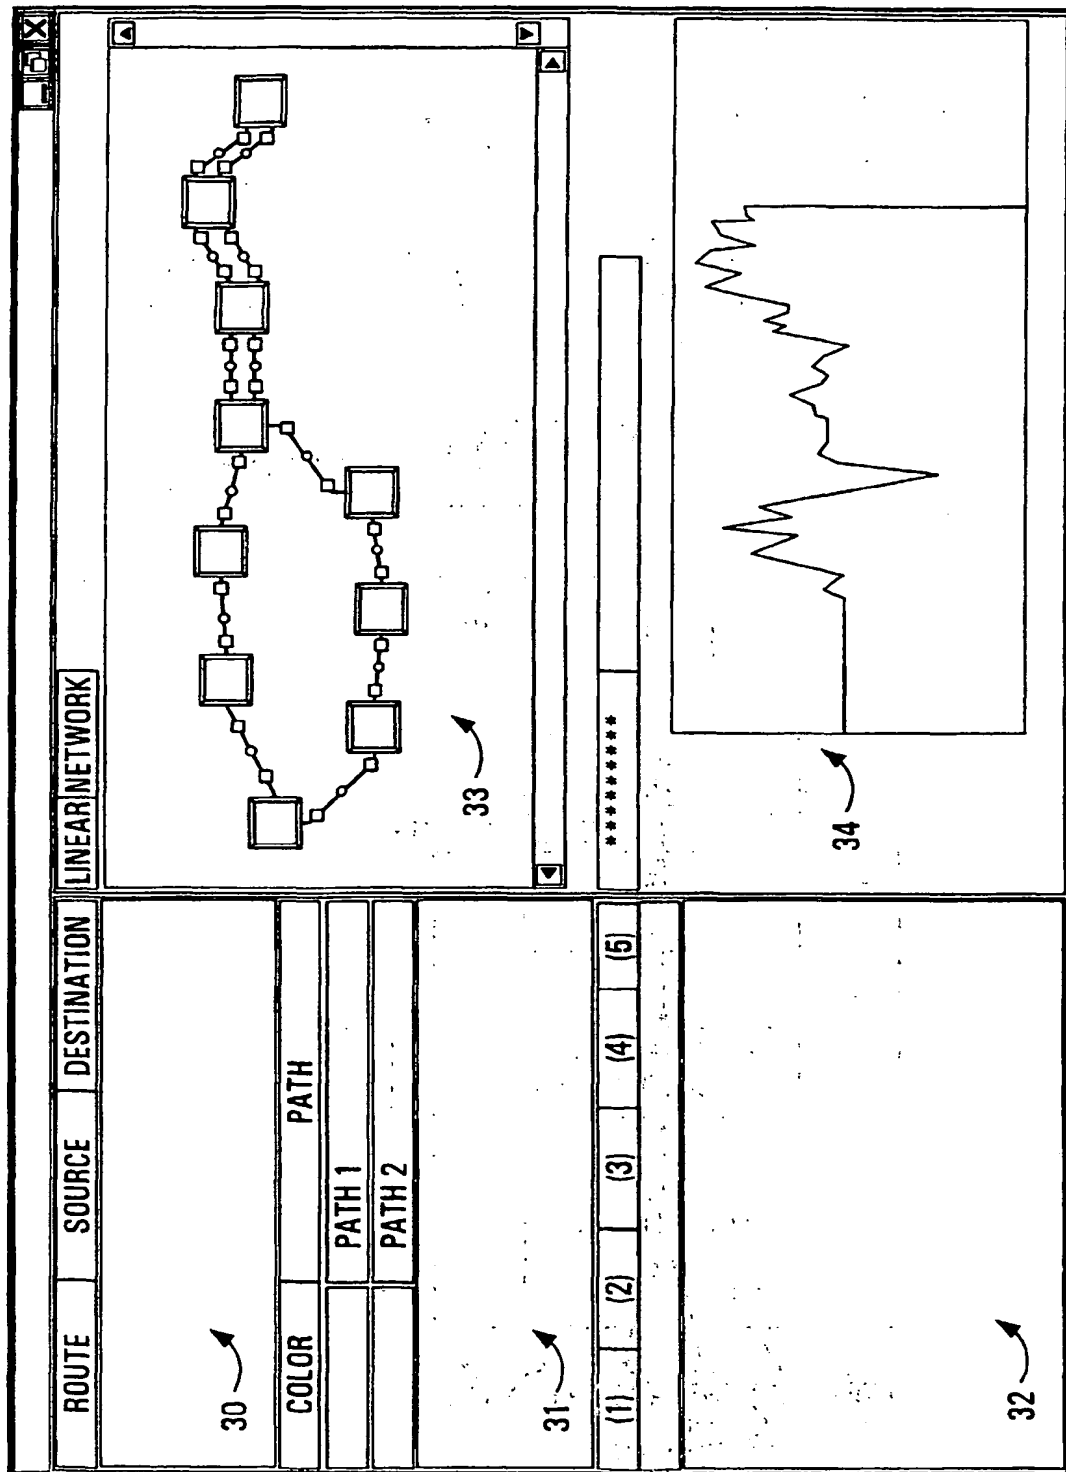 ROUTE SOURCE DESTINATION
30
COLOR PATH
PATH 1
PATH 2
31
(1) (2) (3) (4) (5)
32
LINEAR NETWORK
33
**********
34